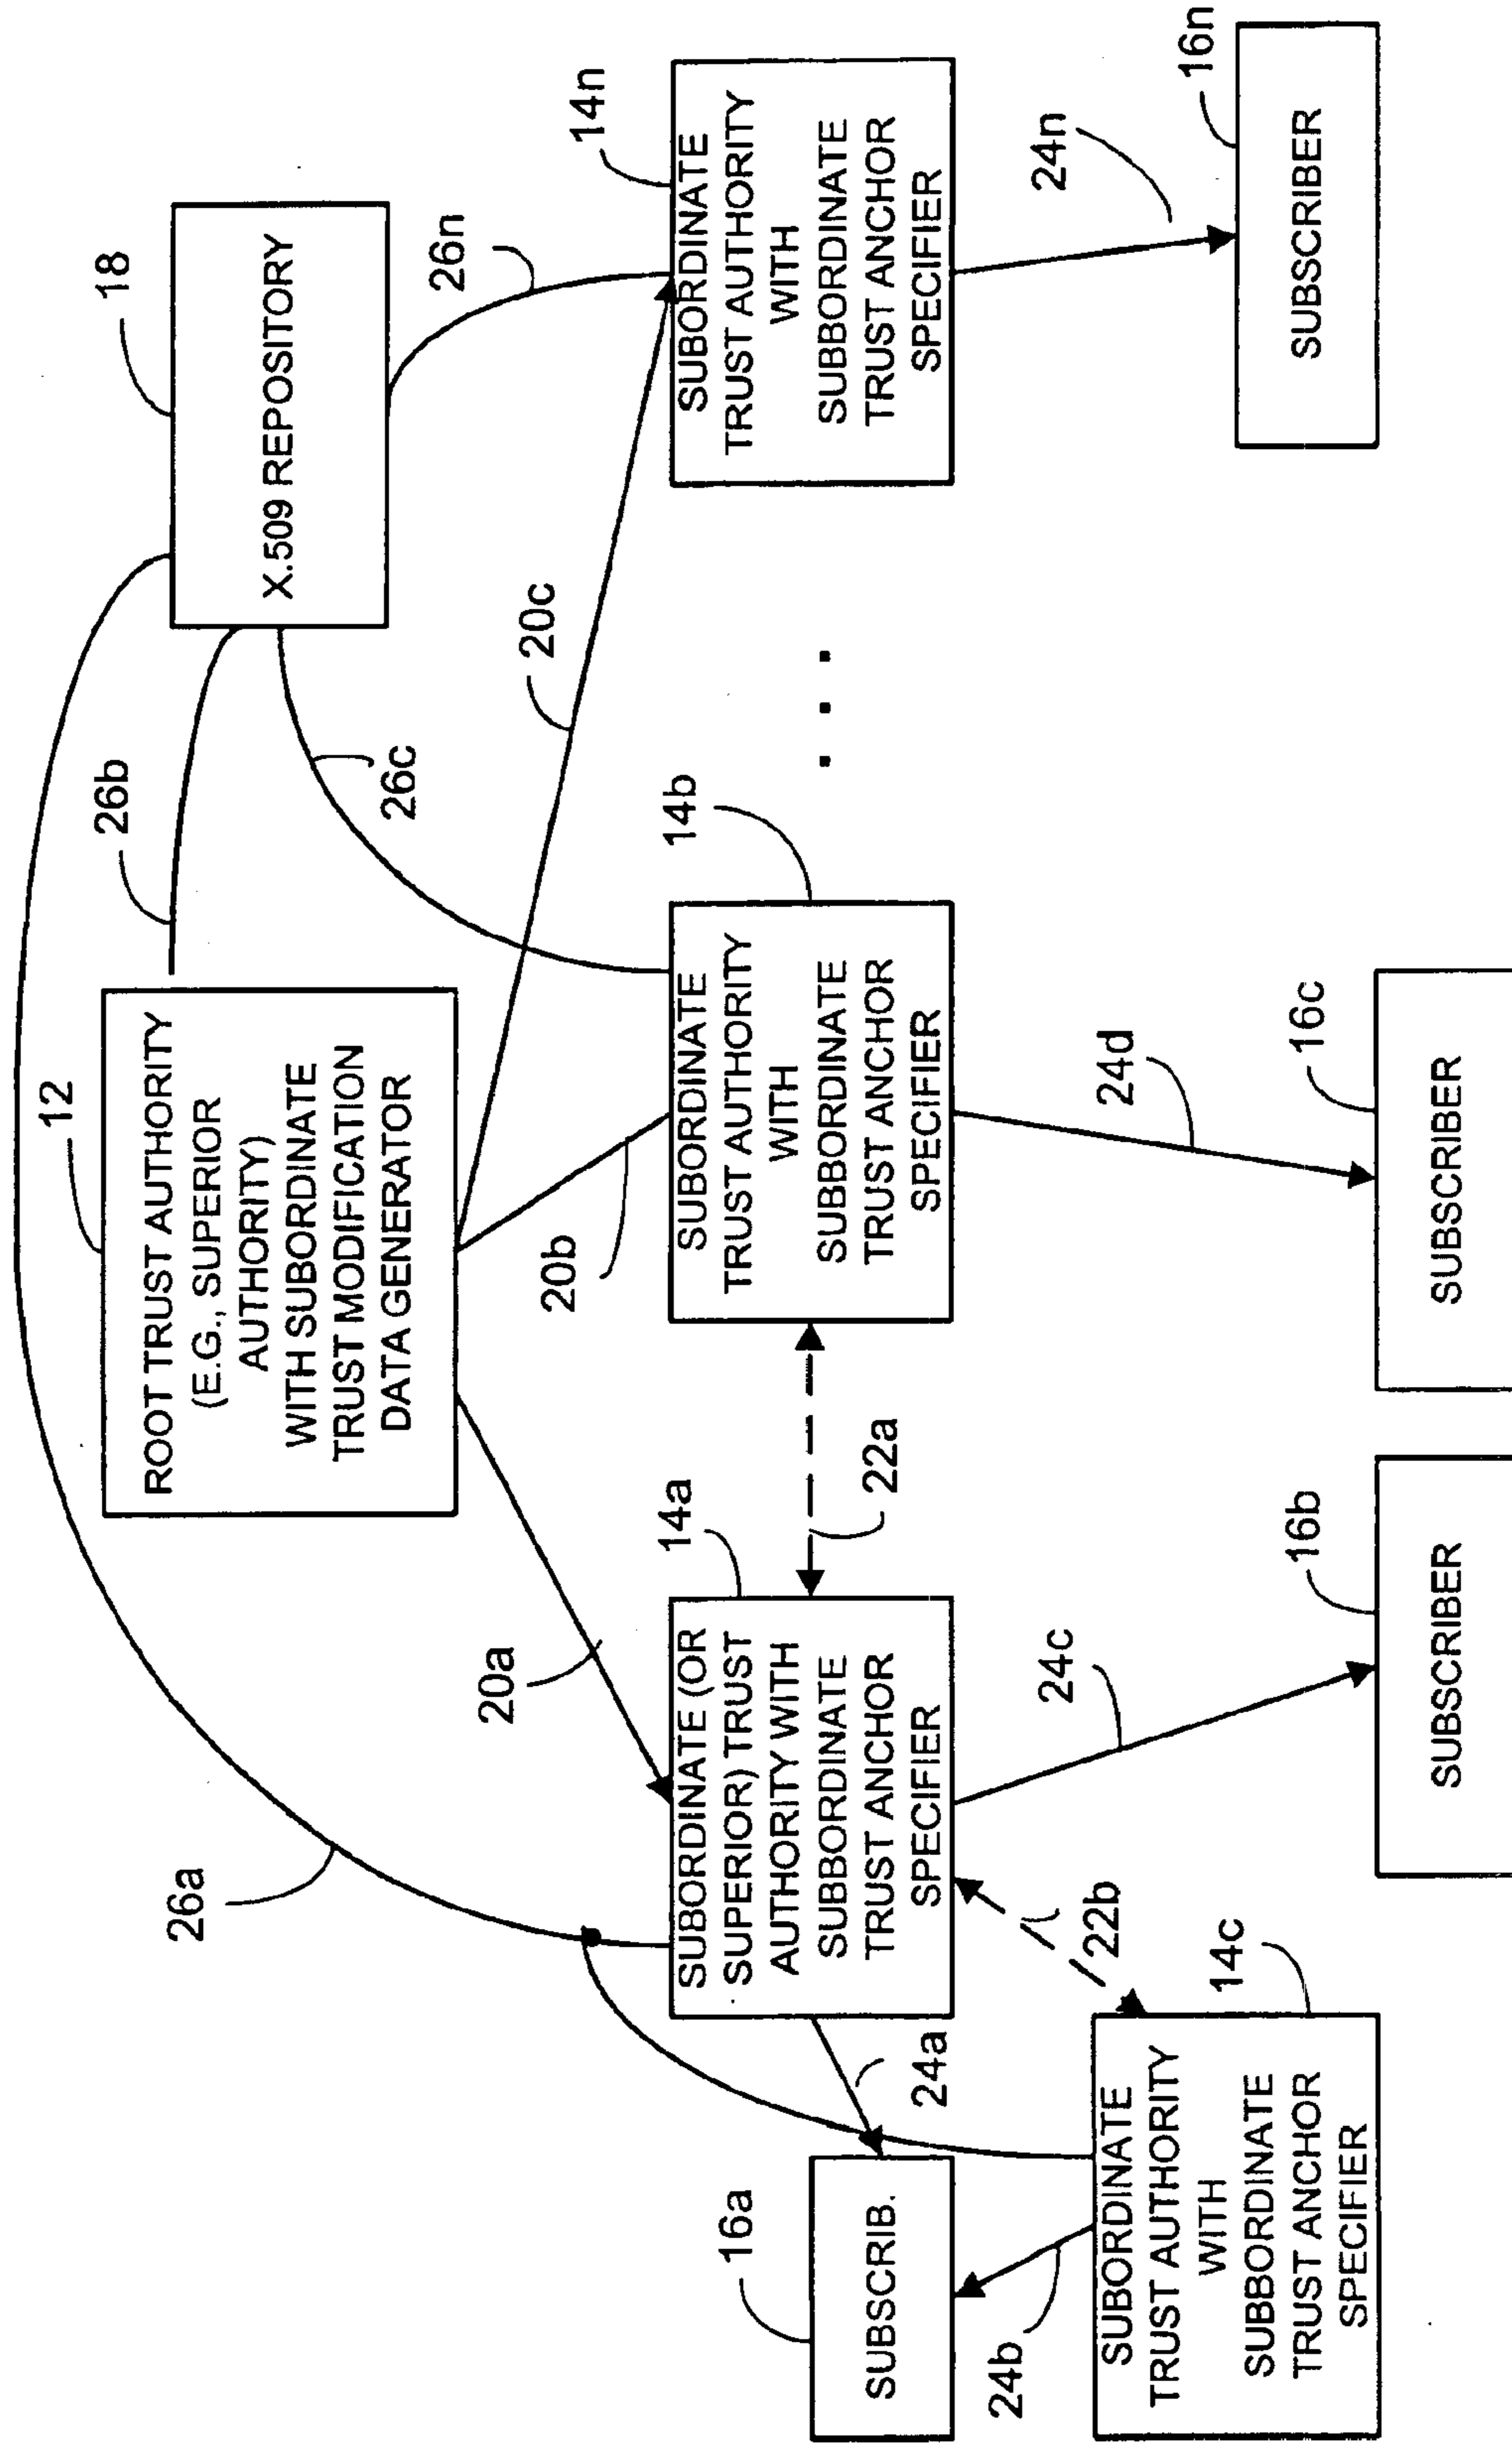 12
ROOT TRUST AUTHORITY
(E.G., SUPERIOR
AUTHORITY)
WITH SUBORDINATE
TRUST MODIFICATION
DATA GENERATOR
26b
18
X.509 REPOSITORY
26a
26c
26n
20a
20b
20c
14a
SUBORDINATE (OR
SUPERIOR) TRUST
AUTHORITY WITH
SUBBORDINATE
TRUST ANCHOR
SPECIFIER
22a
14b
SUBORDINATE
TRUST AUTHORITY
WITH
SUBBORDINATE
TRUST ANCHOR
SPECIFIER
. . .
14n
SUBORDINATE
TRUST AUTHORITY
WITH
SUBBORDINATE
TRUST ANCHOR
SPECIFIER
16a
SUBSCRIB.
24a
24b
22b
24c
24d
24n
14c
SUBORDINATE
TRUST AUTHORITY
WITH
SUBBORDINATE
TRUST ANCHOR
SPECIFIER
16b
SUBSCRIBER
16c
SUBSCRIBER
16n
SUBSCRIBER